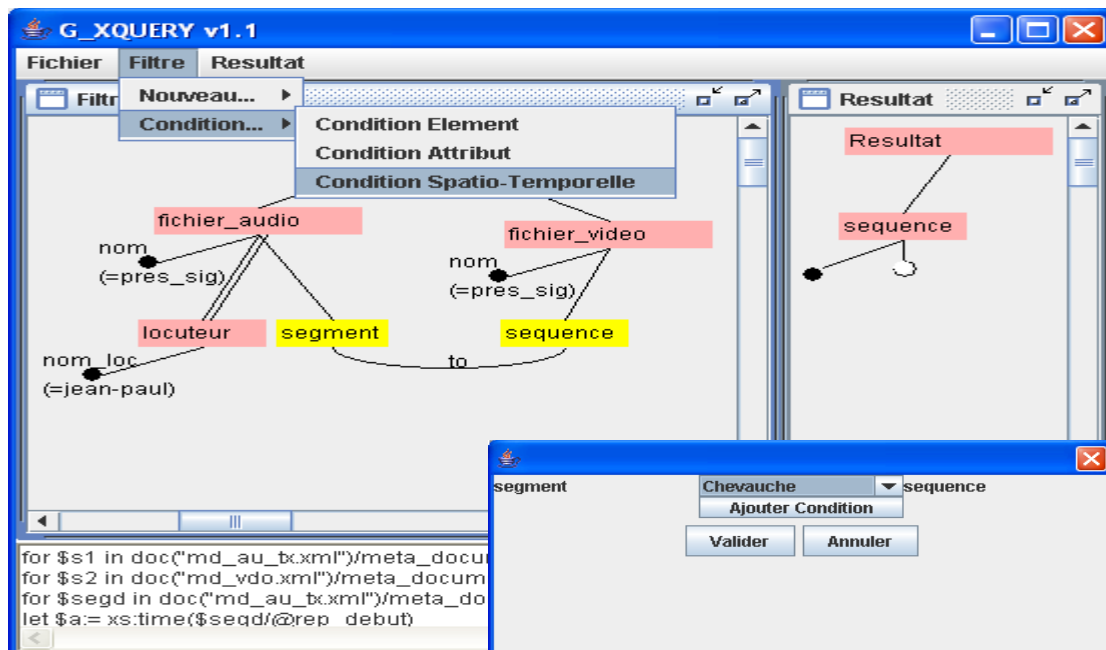 G_XQUERY v1.1
Fichier Filtre Resultat
Filtr
Nouveau...
Condition...
Condition Element
Condition Attribut
Condition Spatio-Temporelle
fichier_audio
nom
(=pres_sig)
fichier_video
nom
(=pres_sig)
locuteur
segment
sequence
nom_loc
(=jean-paul)
to
Resultat
Resultat
sequence
segment
Chevauche
sequence
Ajouter Condition
Valider
Annuler
for $s1 in doc("md_au_tx.xml")/meta_docu
for $s2 in doc("md_vdo.xml")/meta_docum
for $segd in doc("md_au_tx.xml")/meta_do
let $a:= xs:time($segd/@rep_debut)